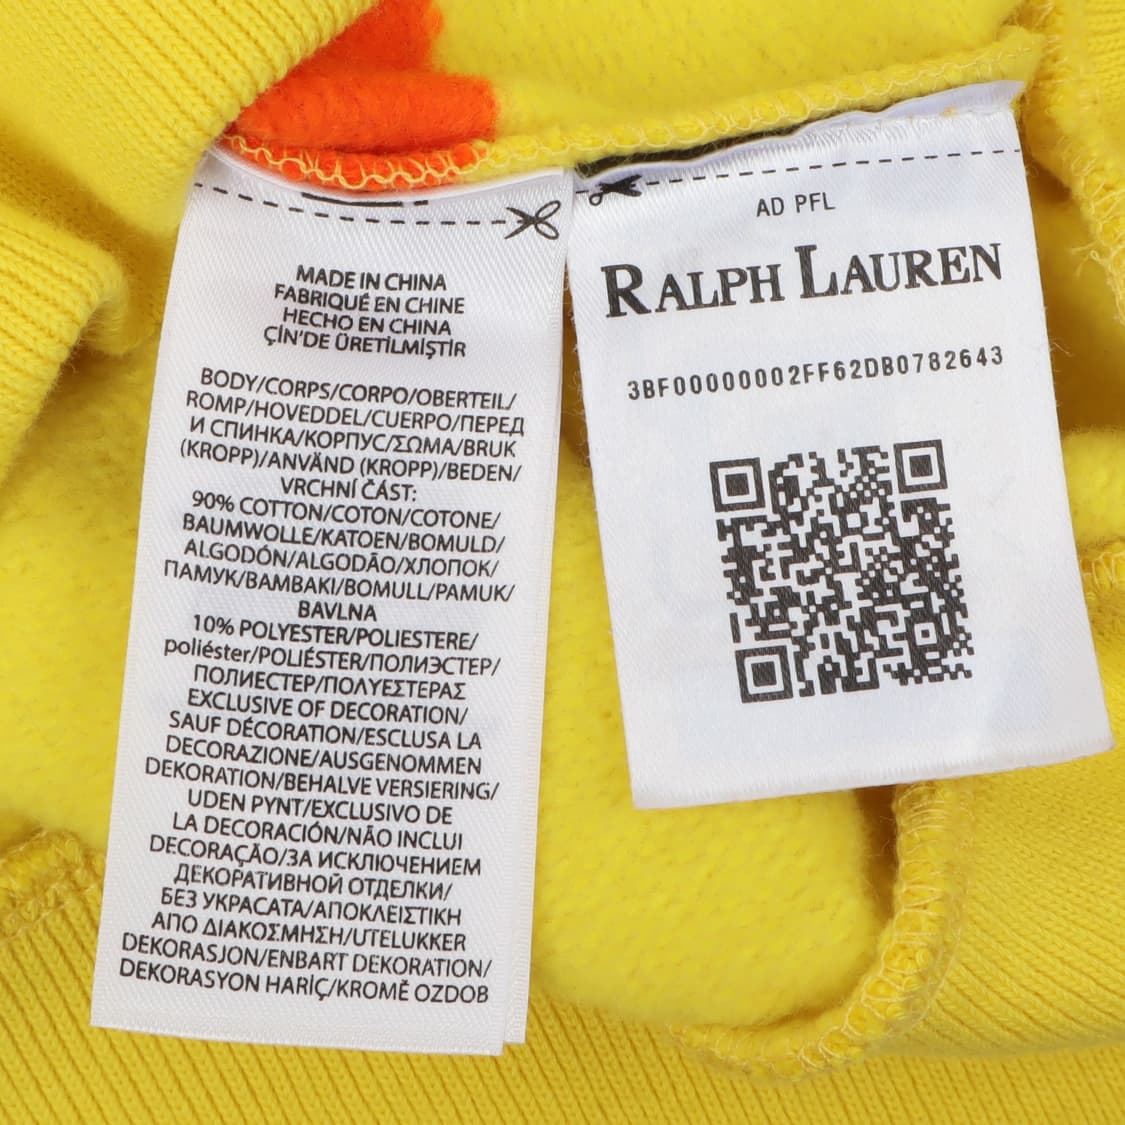 MADE IN CHINA
FABRIQUÉ EN CHINE
HECHO EN CHINA
ÇİN'DE ÜRETİLMİŞTİR
BODY/CORPS/CORPO/OBERTEIL/
ROMP/HOVEDDEL/CUERPO/ПЕРЕД
И СПИНКА/КОРПУС/ΣΩΜΑ/BRUK
(KROPP)/ANVÄND (KROPP)/BEDEN/
VRCHNÍ ČÁST:
90% COTTON/COTON/COTONE/
BAUMWOLLE/KATOEN/BOMULD/
ALGODÓN/ALGODÃO/ХЛОПОК/
ПАМУК/ΒΑΜΒΑΚΙ/BOMULL/PAMUK/
BAVLNA
10% POLYESTER/POLIESTERE/
poliéster/POLIÉSTER/ПОЛИЭСТЕР/
ПОЛИЕСТЕР/ΠΟΛΥΕΣΤΕΡΑΣ
EXCLUSIVE OF DECORATION/
SAUF DÉCORATION/ESCLUSA LA
DECORAZIONE/AUSGENOMMEN
DEKORATION/BEHALVE VERSIERING/
UDEN PYNT/EXCLUSIVO DE
LA DECORACIÓN/NÃO INCLUI
DECORAÇÃO/ЗА ИСКЛЮЧЕНИЕМ
ДЕКОРАТИВНОЙ ОТДЕЛКИ/
БЕЗ УКРАСАТА/ΑΠΟΚΛΕΙΣΤΙΚΗ
ΑΠΟ ΔΙΑΚΟΣΜΗΣΗ/UTELUKKER
DEKORASJON/ENBART DEKORATION/
DEKORASYON HARİÇ/KROMĚ OZDOB
AD PFL
RALPH LAUREN
3BF00000002FF62DB0782643